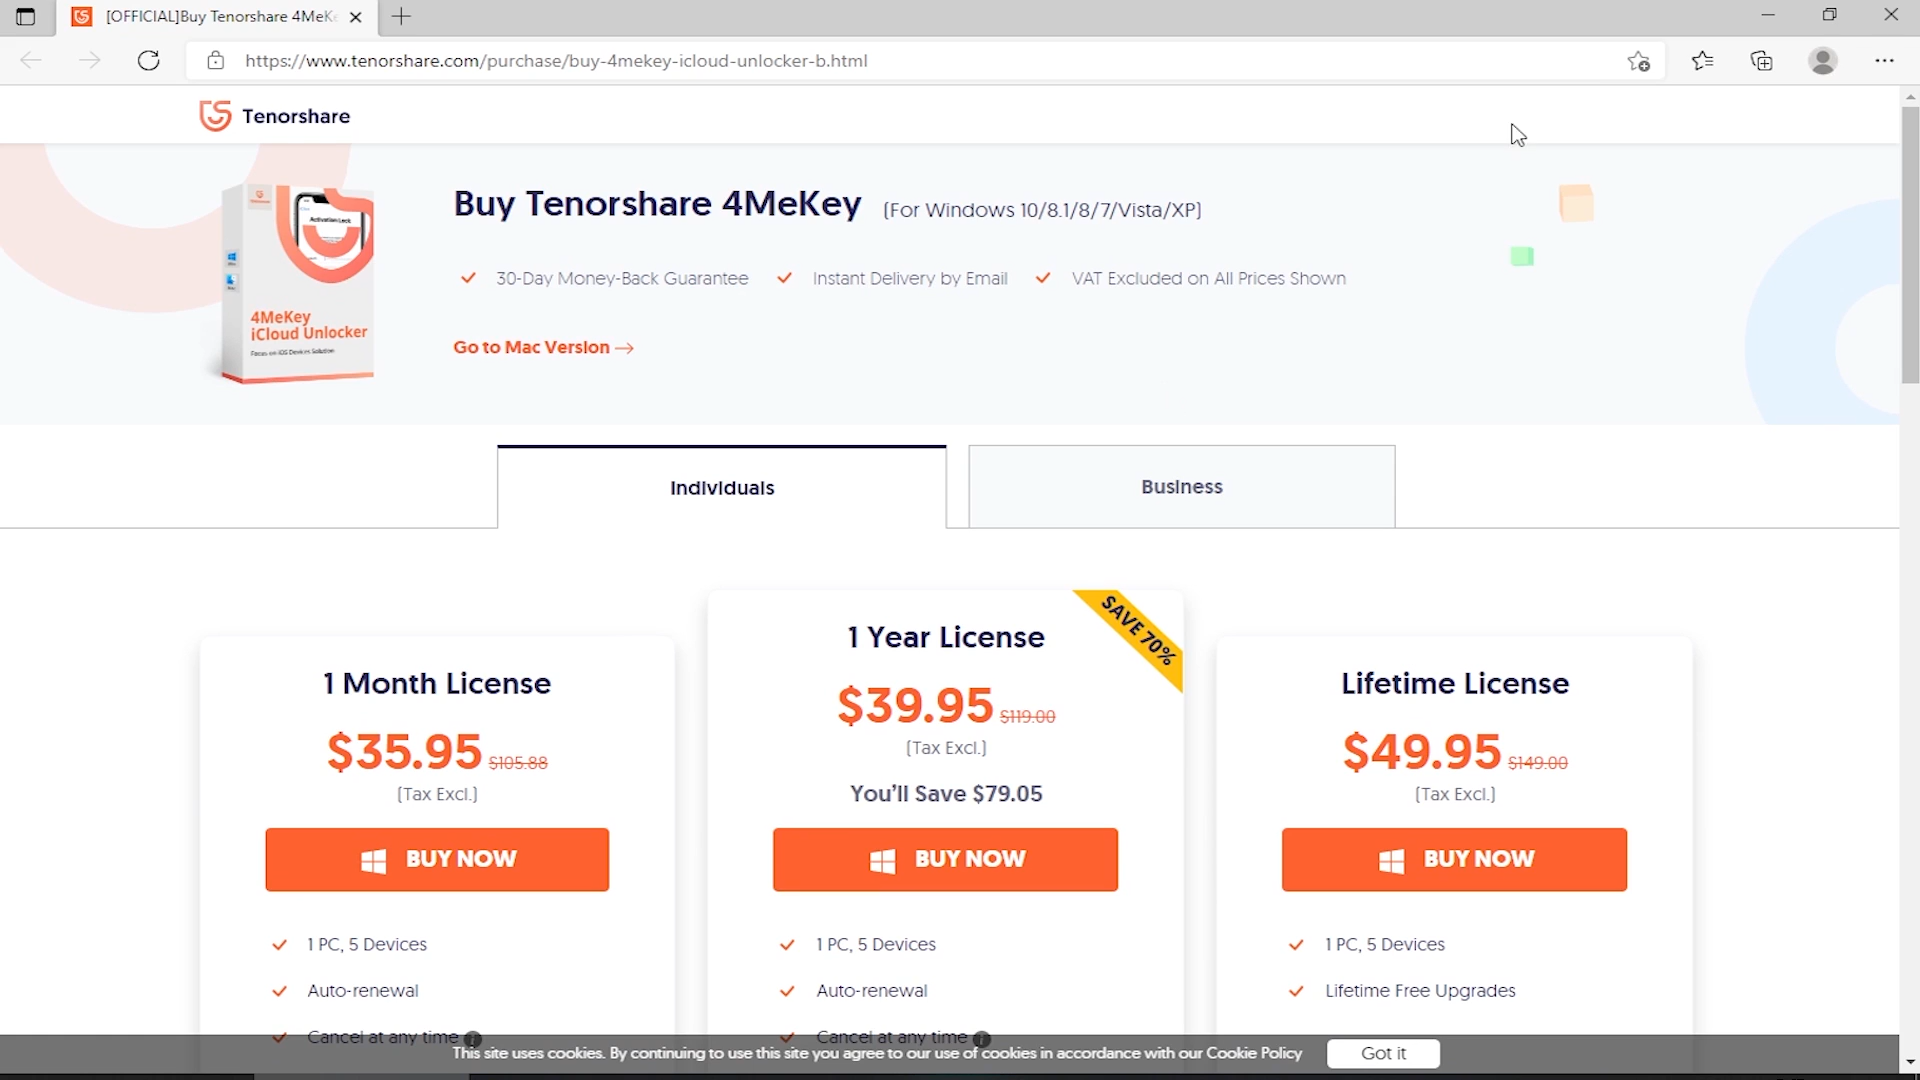 [OFFICIAL]Buy Tenorshare 4MeK
https://www.tenorshare.com/purchase/buy-4mekey-icloud-unlocker-b.html
Tenorshare
Activation Lock
4MeKey
iCloud Unlocker
Focus on iOS Devices Solution
Buy Tenorshare 4MeKey (For Windows 10/8.1/8/7/Vista/XP)
30-Day Money-Back Guarantee
Instant Delivery by Email
VAT Excluded on All Prices Shown
Go to Mac Version
Individuals
Business
1 Month License
$35.95 $105.88
(Tax Excl.)
BUY NOW
1 PC, 5 Devices
Auto-renewal
Cancel at any time
SAVE 70%
1 Year License
$39.95 $119.00
(Tax Excl.)
You’ll Save $79.05
BUY NOW
1 PC, 5 Devices
Auto-renewal
Cancel at any time
Lifetime License
$49.95 $149.00
(Tax Excl.)
BUY NOW
1 PC, 5 Devices
Lifetime Free Upgrades
This site uses cookies. By continuing to use this site you agree to our use of cookies in accordance with our Cookie Policy
Got it